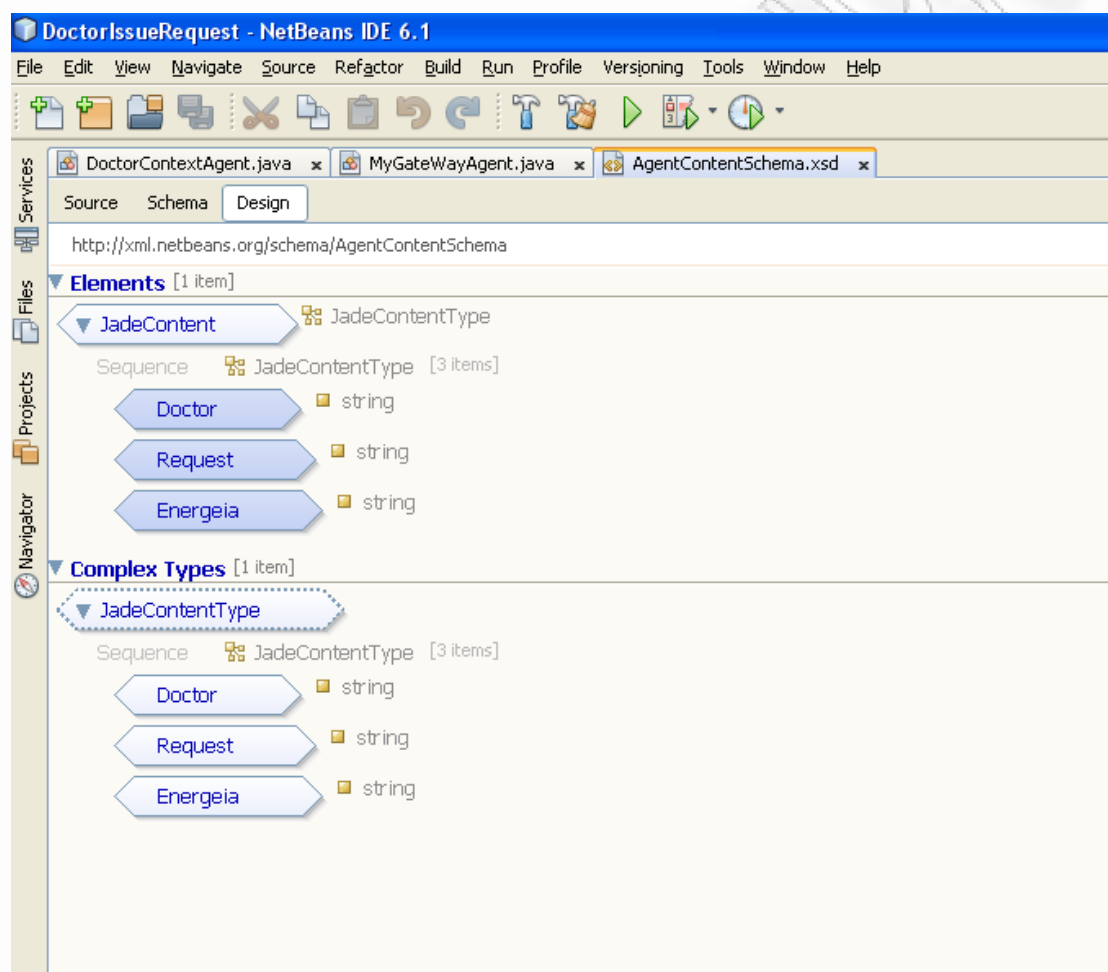 DoctorIssueRequest - NetBeans IDE 6.1
File Edit View Navigate Source Refactor Build Run Profile Versioning Tools Window Help
DoctorContextAgent.java x MyGateWayAgent.java x AgentContentSchema.xsd x
Services
Files
Projects
Navigator
Source Schema Design
http://xml.netbeans.org/schema/AgentContentSchema
Elements [1 item]
JadeContent JadeContentType
Sequence JadeContentType [3 items]
Doctor string
Request string
Energeia string
Complex Types [1 item]
JadeContentType
Sequence JadeContentType [3 items]
Doctor string
Request string
Energeia string